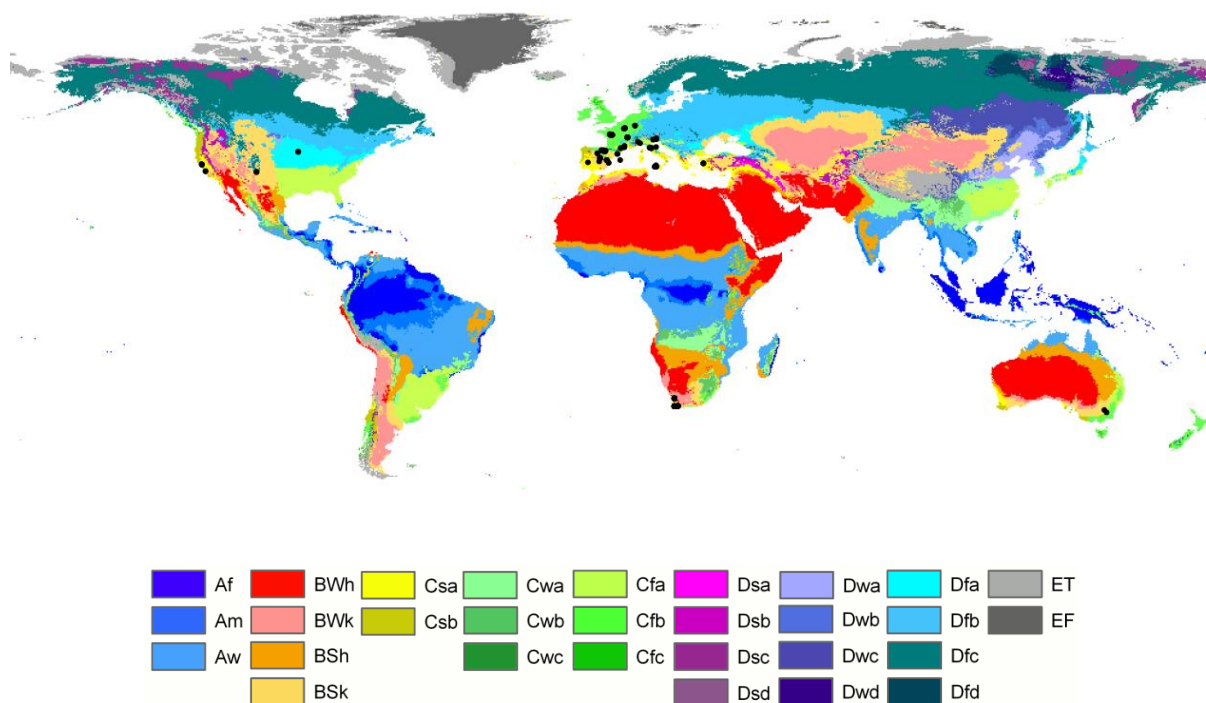 Af BWh Csa Cwa Cfa Dsa Dwa Dfa ET
Am BWk Csb Cwb Cfb Dsb Dwb Dfb EF
Aw BSh Cwc Cfc Dsc Dwc Dfc
BSk Dsd Dwd Dfd